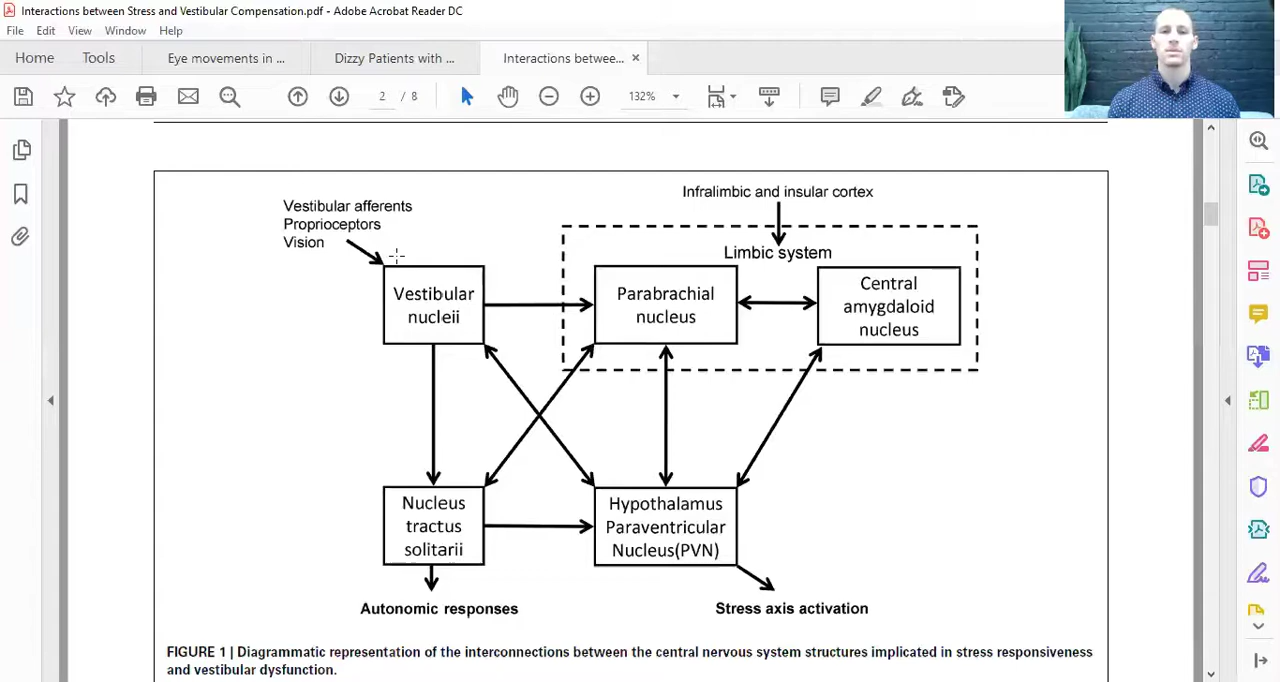 Interactions between Stress and Vestibular Compensation.pdf - Adobe Acrobat Reader DC
File Edit View Window Help
Home Tools Eye movements in ... Dizzy Patients with ... Interactions betwee... ×
2 / 8 132%
Infralimbic and insular cortex
Vestibular afferents
Proprioceptors
Vision
Limbic system
Vestibular
nucleii
Parabrachial
nucleus
Central
amygdaloid
nucleus
Nucleus
tractus
solitarii
Hypothalamus
Paraventricular
Nucleus(PVN)
Autonomic responses
Stress axis activation
FIGURE 1 | Diagrammatic representation of the interconnections between the central nervous system structures implicated in stress responsiveness
and vestibular dysfunction.